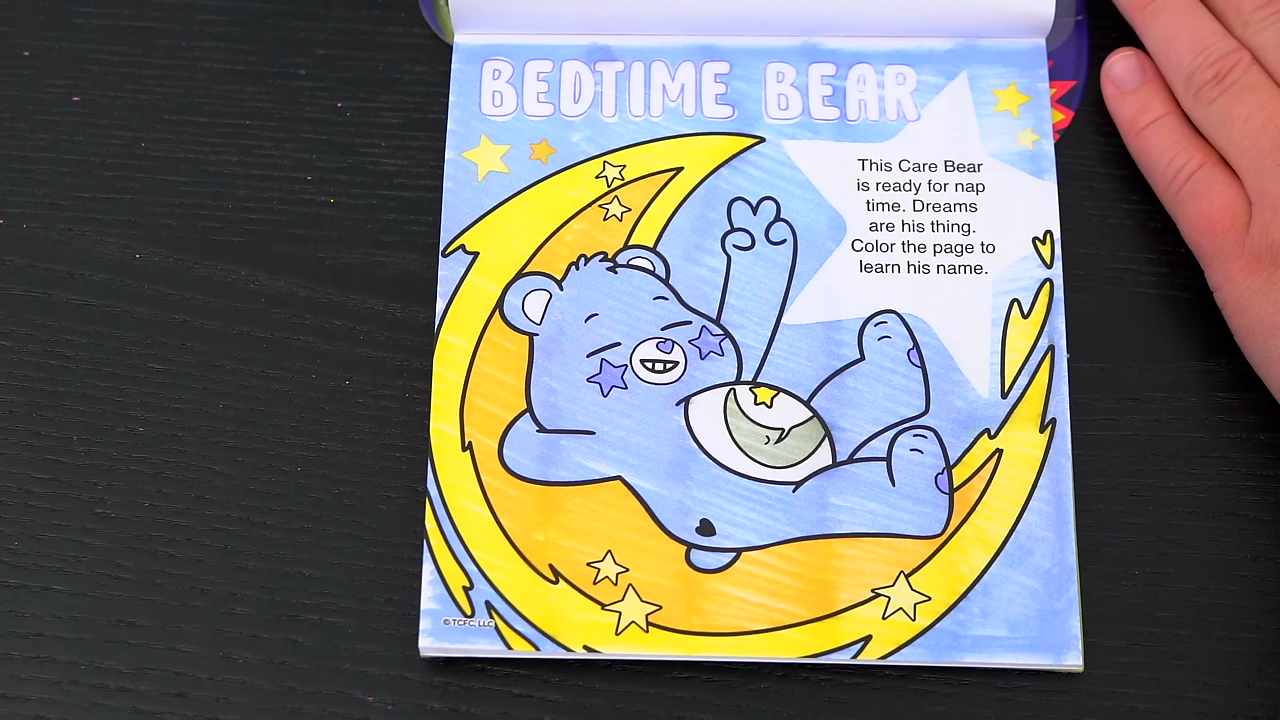 BEDTIME BEAR
This Care Bear
is ready for nap
time. Dreams
are his thing.
Color the page to
learn his name.
© TCFC, LLC